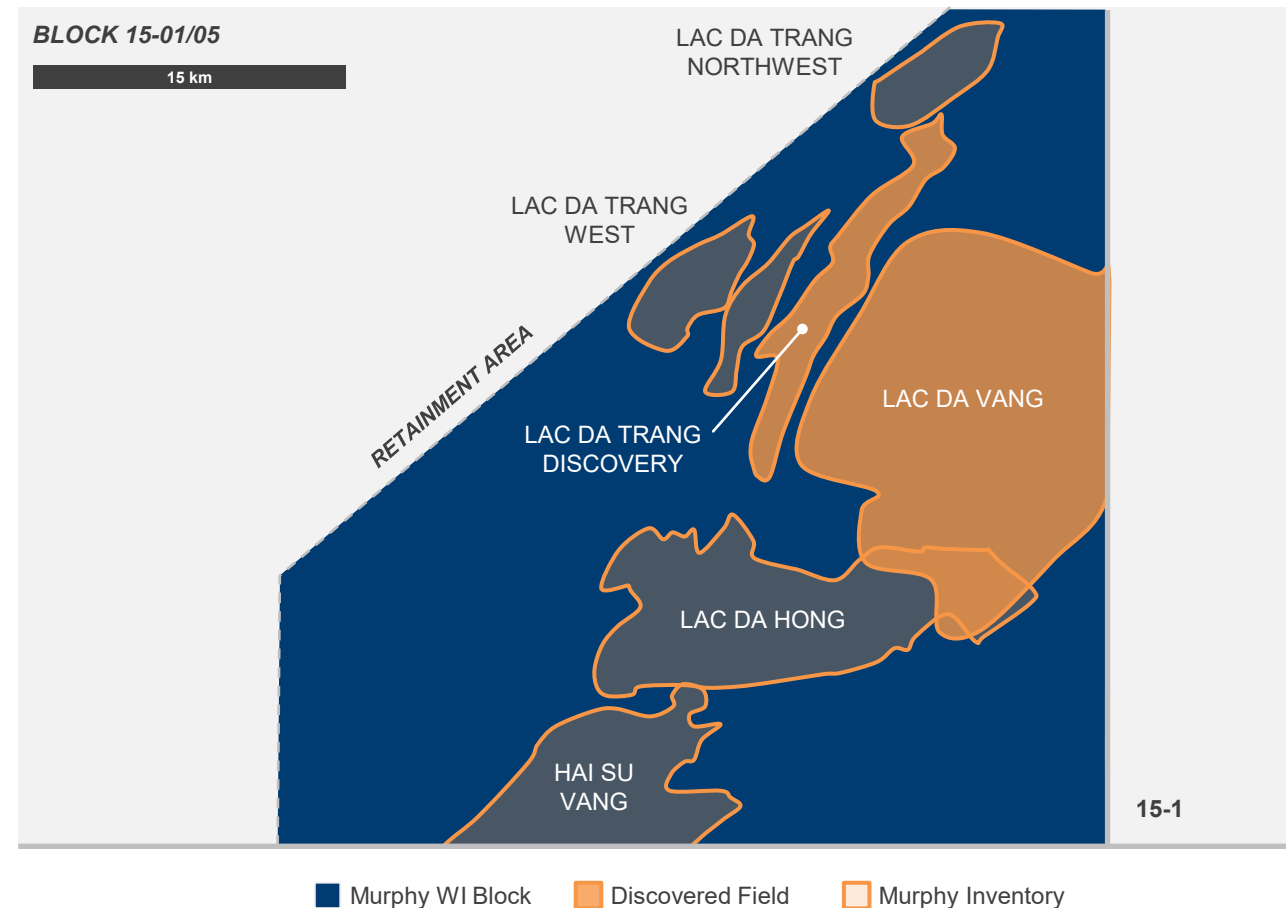 BLOCK 15-01/05
15 km
LAC DA TRANG
NORTHWEST
LAC DA TRANG
WEST
RETAINMENT AREA
LAC DA VANG
LAC DA TRANG
DISCOVERY
LAC DA HONG
HAI SU
VANG
15-1
Murphy WI Block
Discovered Field
Murphy Inventory